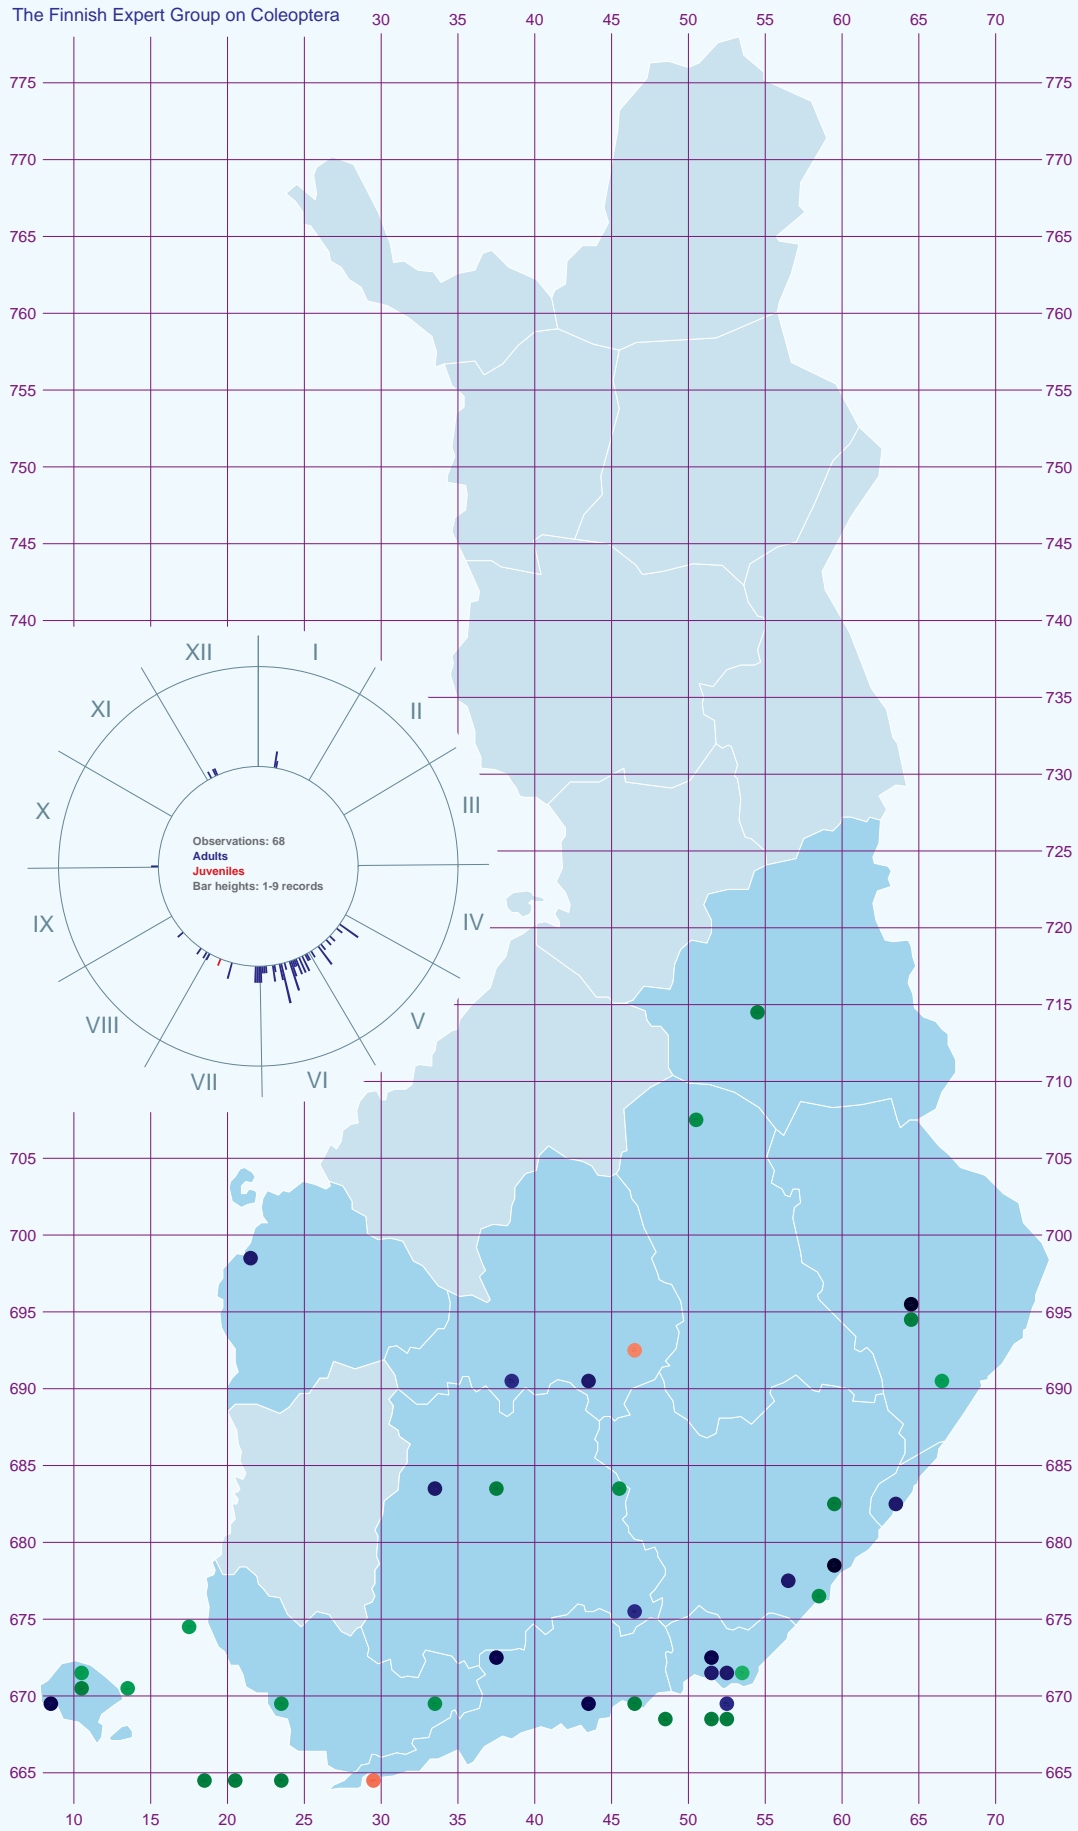 The Finnish Expert Group on Coleoptera
30 35 40 45 50 55 60 65 70
775 775
770 770
765 765
760 760
755 755
750 750
745 745
740 740
XII I
735
XI II
730
X III
725
Observations: 68
Adults
Juveniles
Bar heights: 1-9 records
IX IV
720
715
VIII V
VII VI
710
705 705
700 700
695 695
690 690
685 685
680 680
675 675
670 670
665 665
10 15 20 25 30 35 40 45 50 55 60 65 70